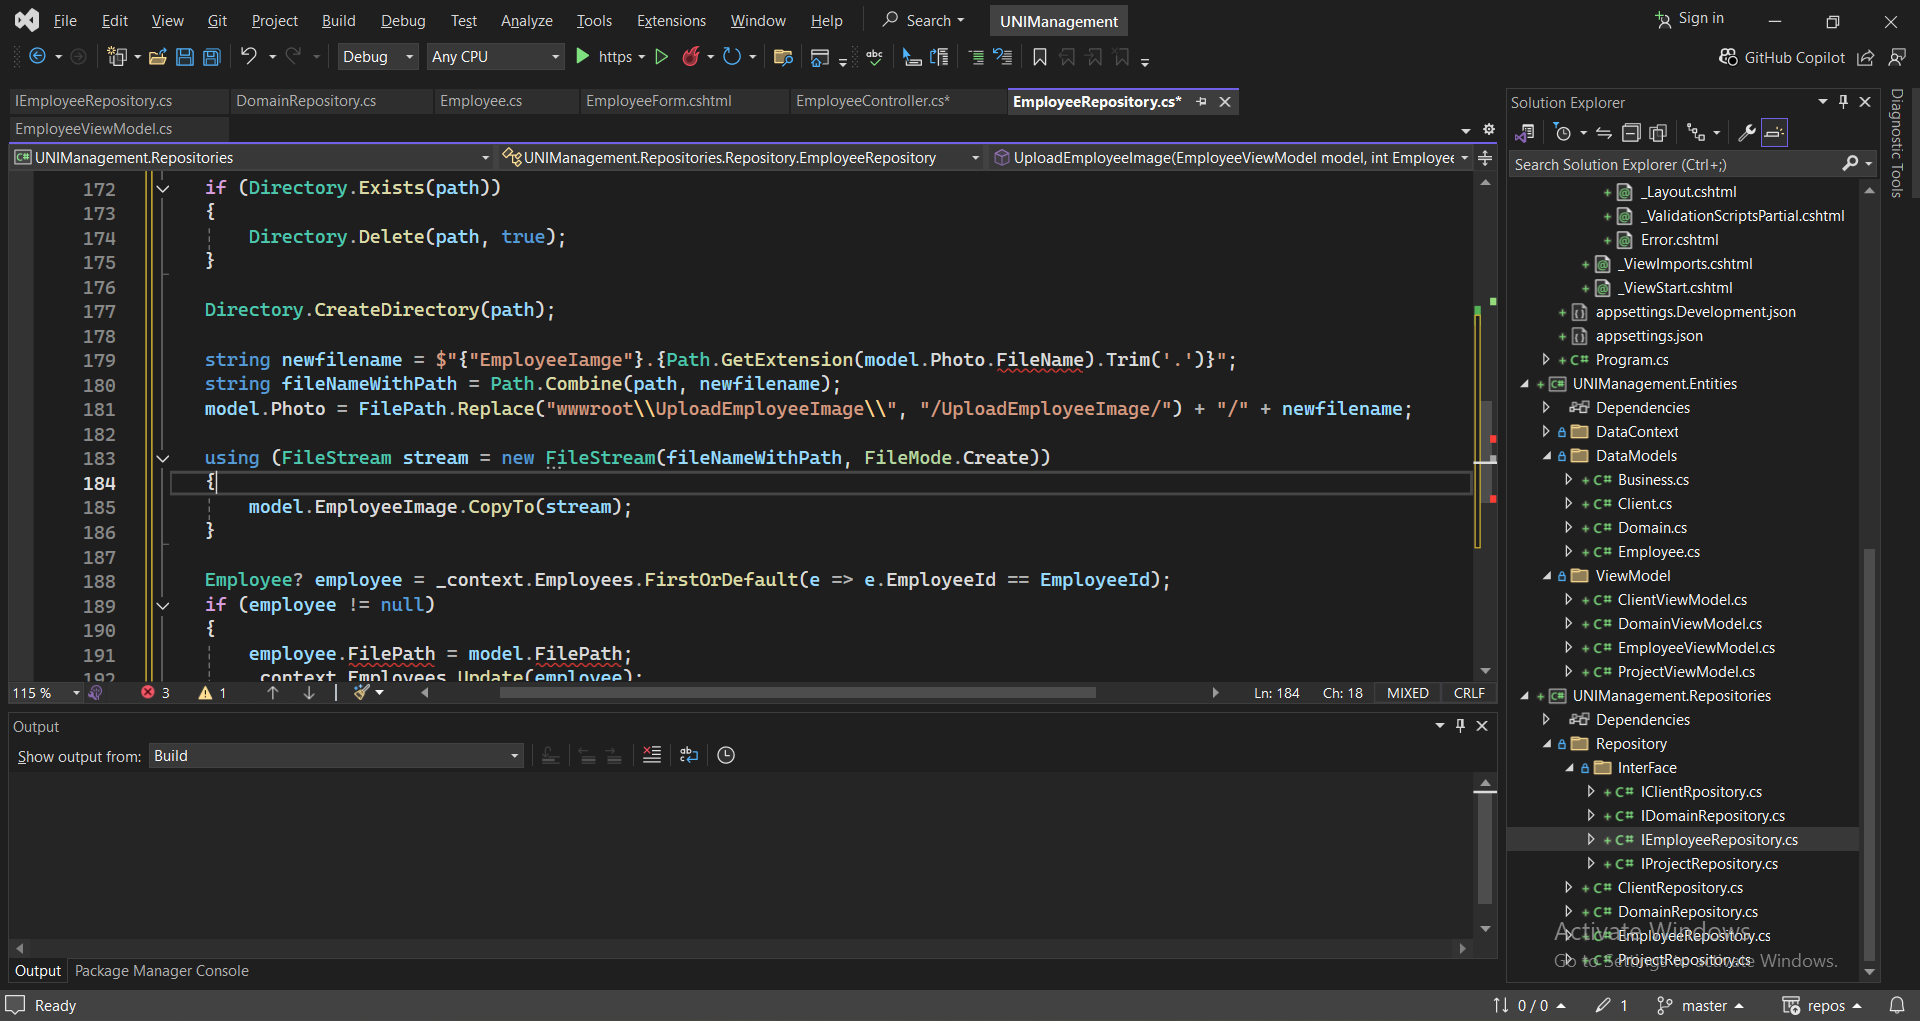 File Edit View Git Project Build Debug Test Analyze Tools Extensions Window Help Search UNIManagement Sign in
Debug Any CPU https GitHub Copilot
IEmployeeRepository.cs DomainRepository.cs Employee.cs EmployeeForm.cshtml EmployeeController.cs* EmployeeRepository.cs*
EmployeeViewModel.cs
UNIManagement.Repositories UNIManagement.Repositories.Repository.EmployeeRepository UploadEmployeeImage(EmployeeViewModel model, int Employee
172 if (Directory.Exists(path))
173 {
174 Directory.Delete(path, true);
175 }
176
177 Directory.CreateDirectory(path);
178
179 string newfilename = $"{"EmployeeIamge"}.{Path.GetExtension(model.Photo.FileName).Trim('.')}";
180 string fileNameWithPath = Path.Combine(path, newfilename);
181 model.Photo = FilePath.Replace("wwwroot\\UploadEmployeeImage\\", "/UploadEmployeeImage/") + "/" + newfilename;
182
183 using (FileStream stream = new FileStream(fileNameWithPath, FileMode.Create))
184 {
185 model.EmployeeImage.CopyTo(stream);
186 }
187
188 Employee? employee = _context.Employees.FirstOrDefault(e => e.EmployeeId == EmployeeId);
189 if (employee != null)
190 {
191 employee.FilePath = model.FilePath;
192 _context.Employees.Update(employee);
115 % 3 1 Ln: 184 Ch: 18 MIXED CRLF
Output
Show output from: Build
Output Package Manager Console
Ready 0 / 0 1 master repos
Solution Explorer
Search Solution Explorer (Ctrl+;)
_Layout.cshtml
_ValidationScriptsPartial.cshtml
Error.cshtml
_ViewImports.cshtml
_ViewStart.cshtml
appsettings.Development.json
appsettings.json
C# Program.cs
C# UNIManagement.Entities
Dependencies
DataContext
DataModels
C# Business.cs
C# Client.cs
C# Domain.cs
C# Employee.cs
ViewModel
C# ClientViewModel.cs
C# DomainViewModel.cs
C# EmployeeViewModel.cs
C# ProjectViewModel.cs
C# UNIManagement.Repositories
Dependencies
Repository
InterFace
C# IClientRpository.cs
C# IDomainRepository.cs
C# IEmployeeRepository.cs
C# IProjectRepository.cs
C# ClientRepository.cs
C# DomainRepository.cs
C# EmployeeRepository.cs
C# ProjectRepository.cs
Activate Windows
Go to Settings to activate Windows.
Diagnostic Tools